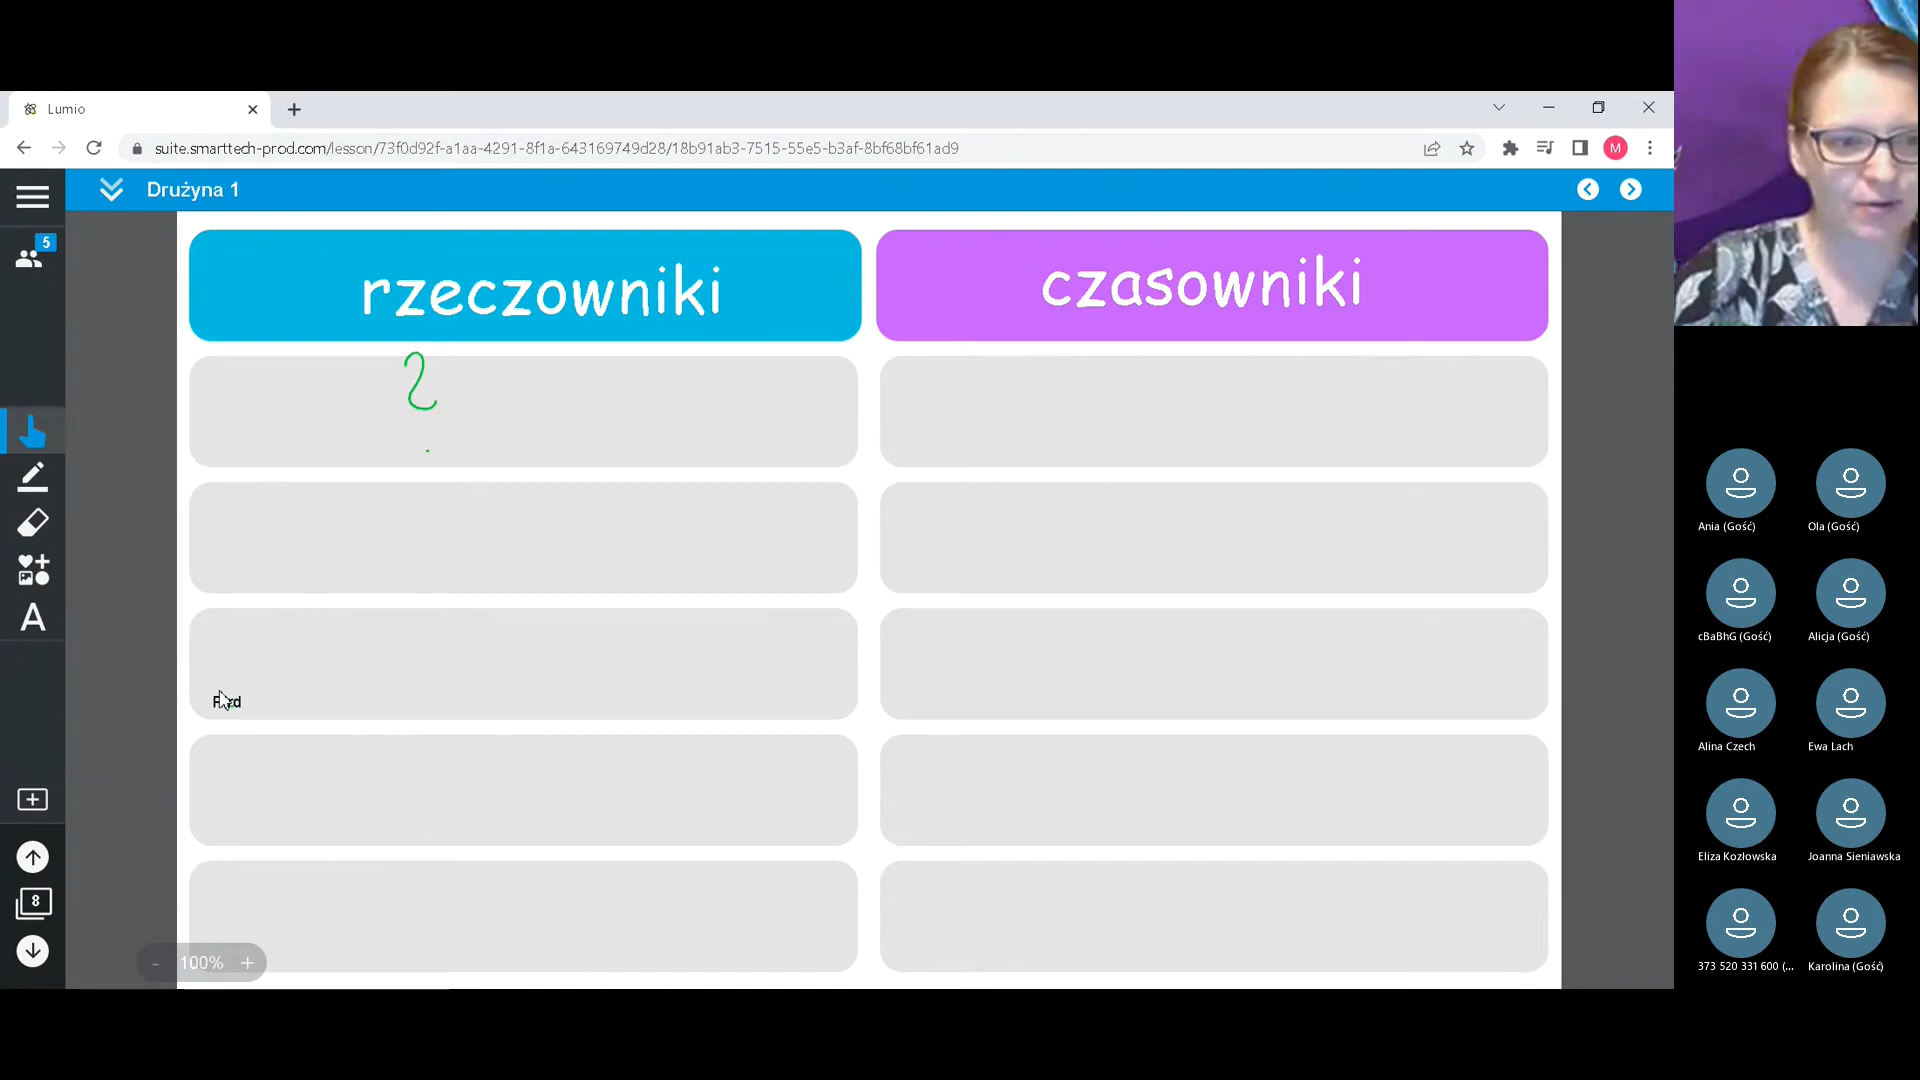 Lumio
suite.smarttech-prod.com/lesson/73f0d92f-a1aa-4291-8f1a-643169749d28/18b91ab3-7515-55e5-b3af-8bf68bf61ad9
M
Drużyna 1
5
rzeczowniki czasowniki
A
8
- 100% +
Ania (Gość) Ola (Gość)
cBaBhG (Gość) Alicja (Gość)
Alina Czech Ewa Lach
Eliza Kozłowska Joanna Sieniawska
373 520 331 600 (... Karolina (Gość)